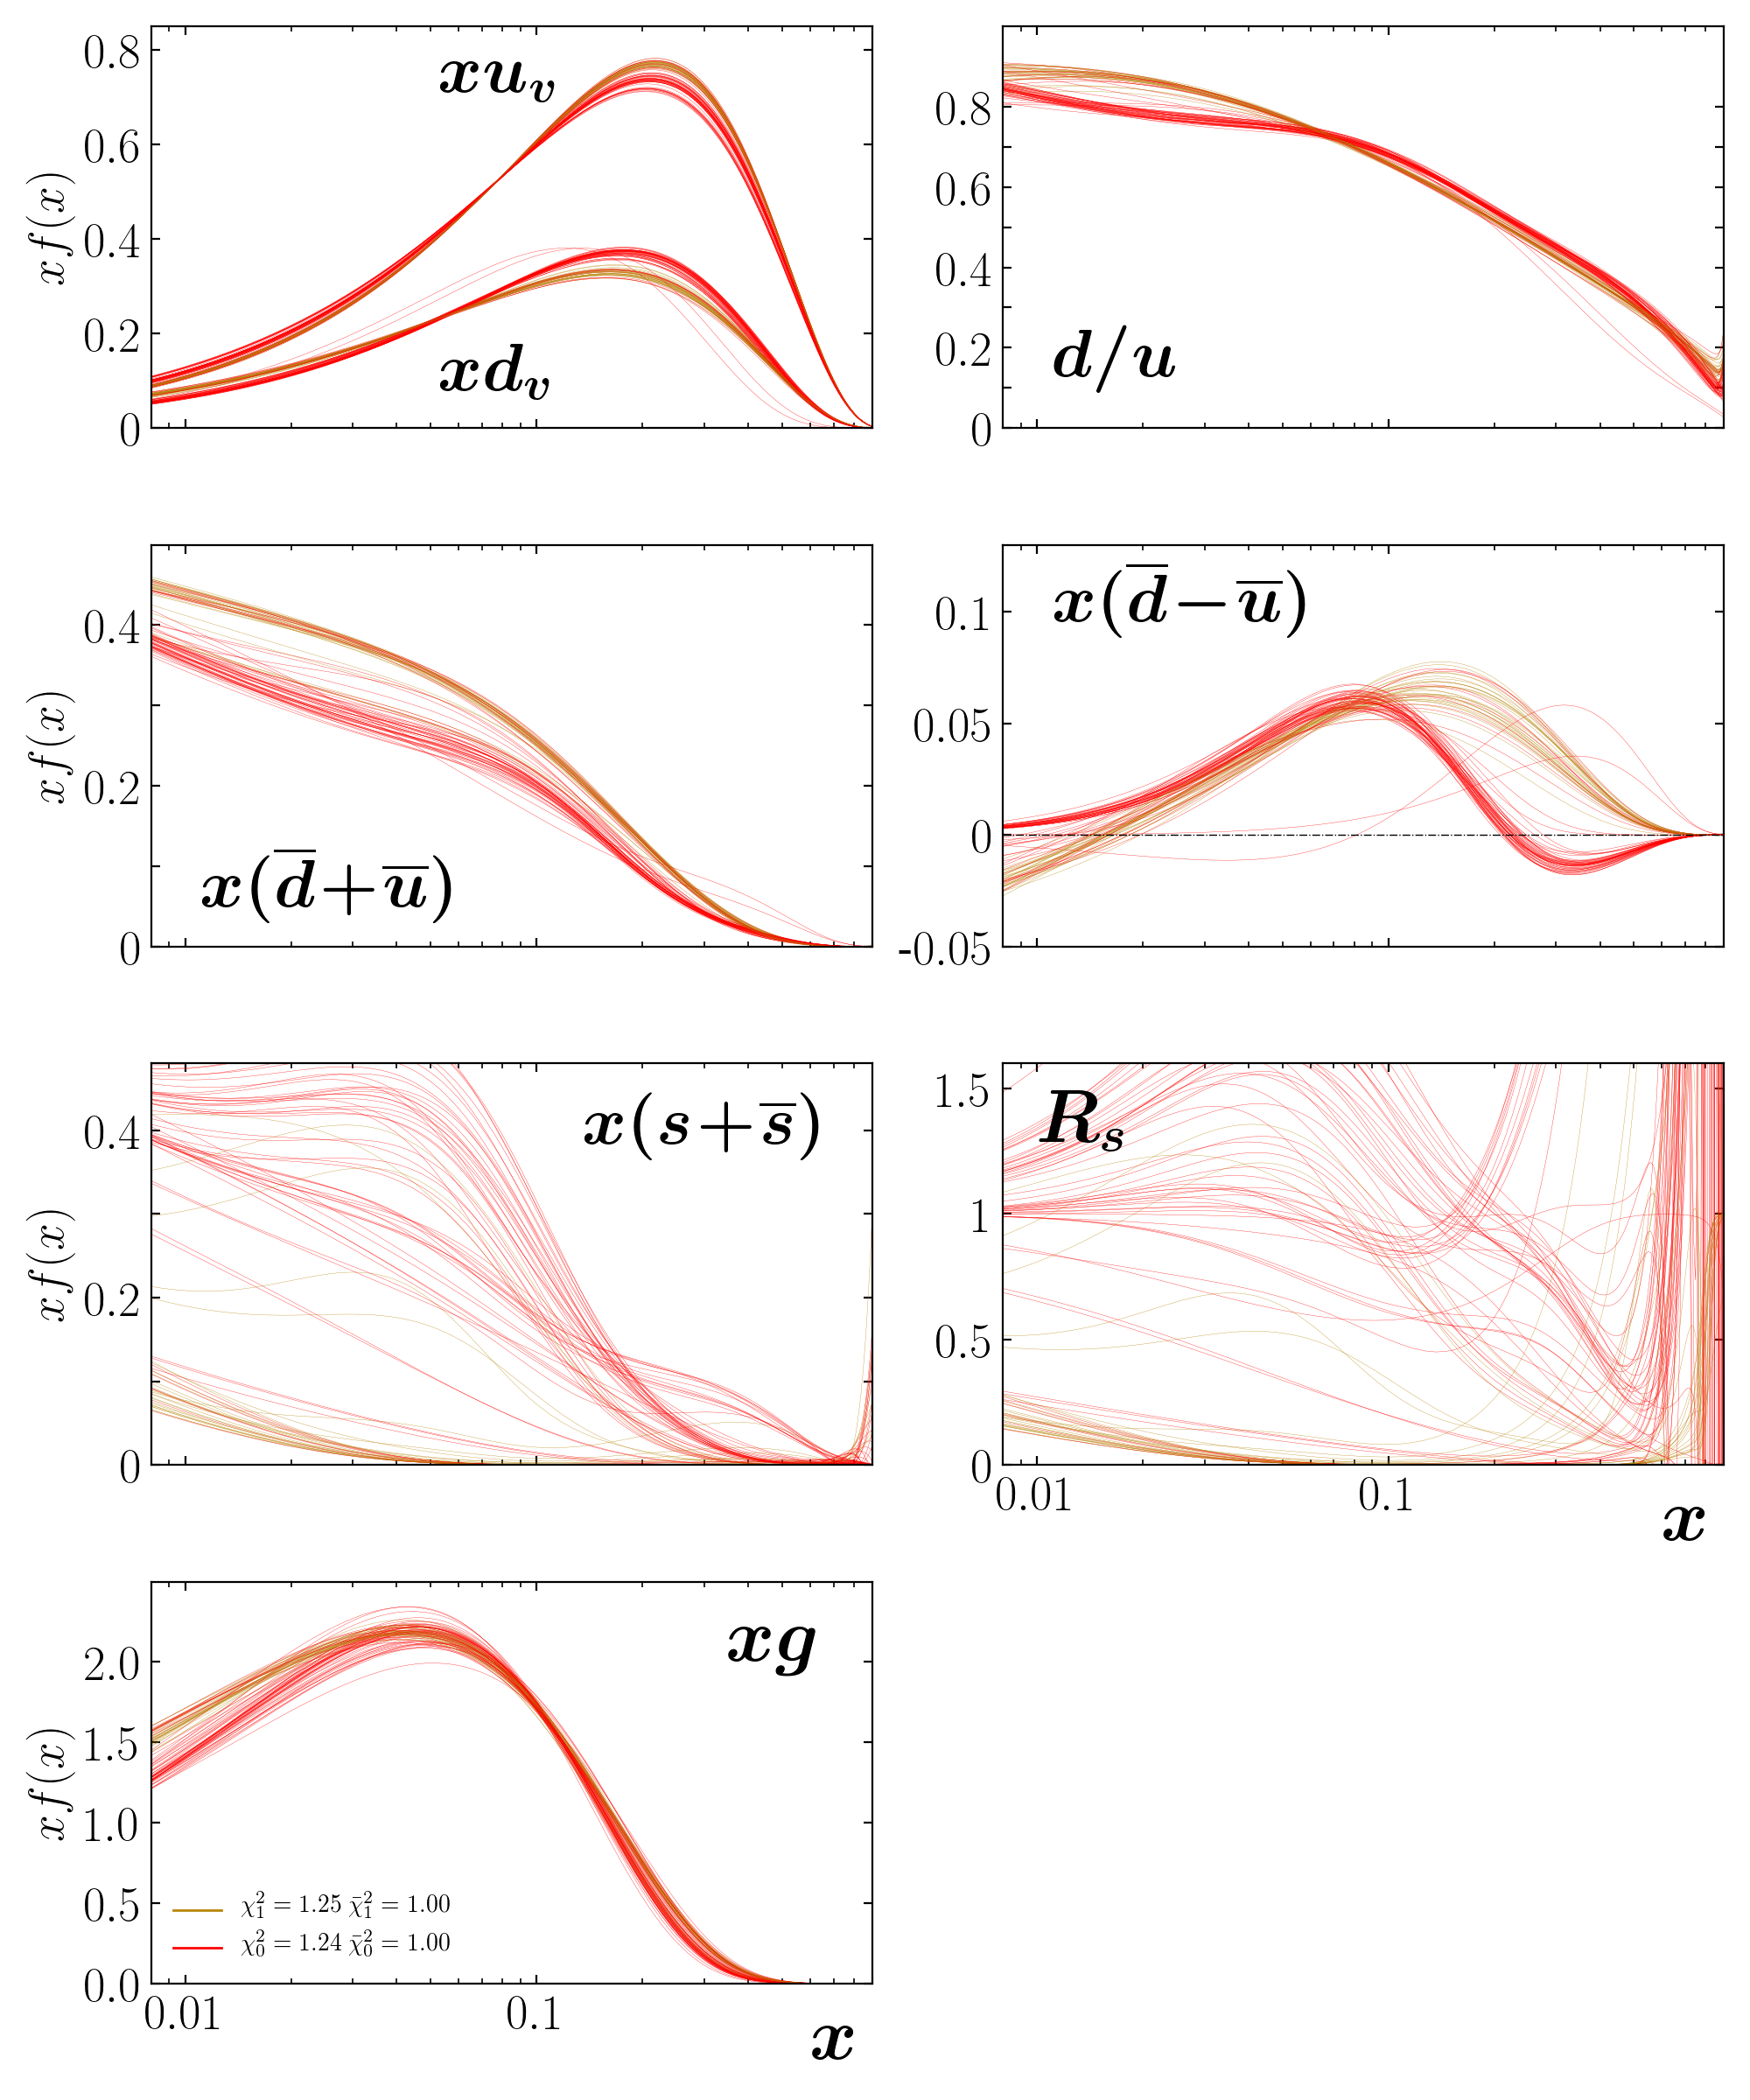 0.8
0.6
0.4
0.2
0
xf(x)
xu_v
xd_v
0.8
0.6
0.4
0.2
0
d/u
0.4
0.2
0
xf(x)
x(d̅+u̅)
0.1
0.05
0
-0.05
x(d̅−u̅)
0.4
0.2
0
xf(x)
x(s+s̅)
1.5
1
0.5
0
R_s
0.01 0.1
x
2.0
1.5
1.0
0.5
0.0
xf(x)
xg
χ²₁ = 1.25 χ̄²₁ = 1.00
χ²₀ = 1.24 χ̄²₀ = 1.00
0.01 0.1
x